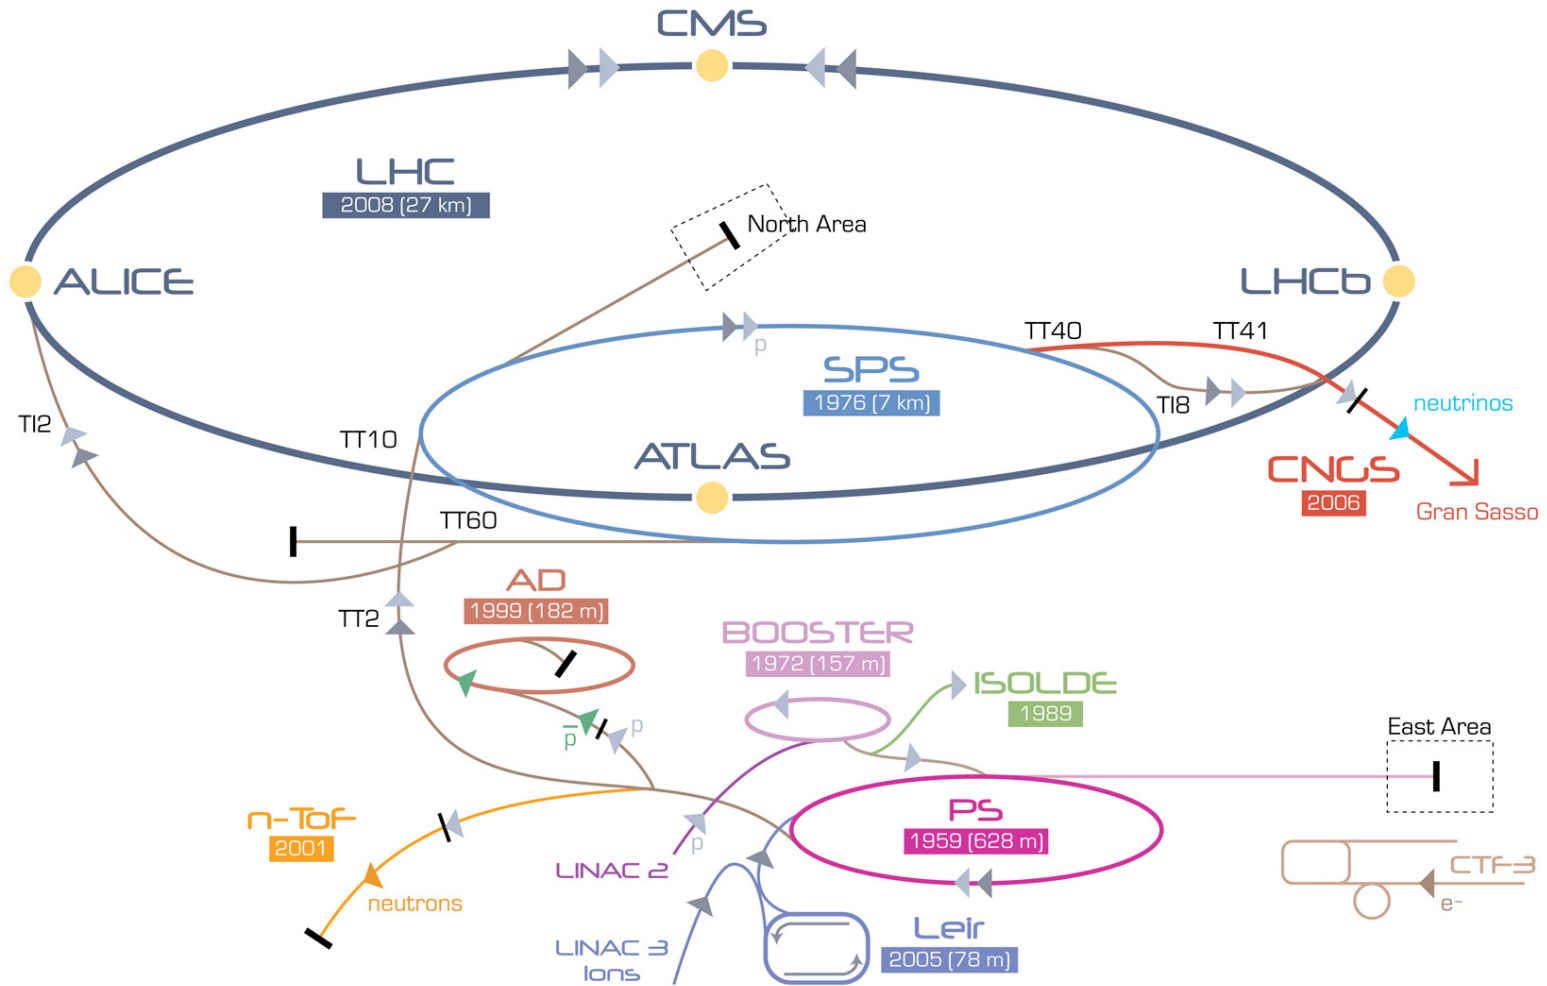 CMS
LHC
2008 (27 km)
North Area
ALICE
LHCb
p
TT40
TT41
SPS
1976 (7 km)
TI8
neutrinos
TI2
TT10
ATLAS
CNGS
2006
Gran Sasso
TT60
AD
1999 (182 m)
TT2
BOOSTER
1972 (157 m)
ISOLDE
1989
p
p
East Area
n-ToF
2001
PS
1959 (628 m)
p
LINAC 2
neutrons
CTF-3
e-
LINAC 3
Ions
Leir
2005 (78 m)